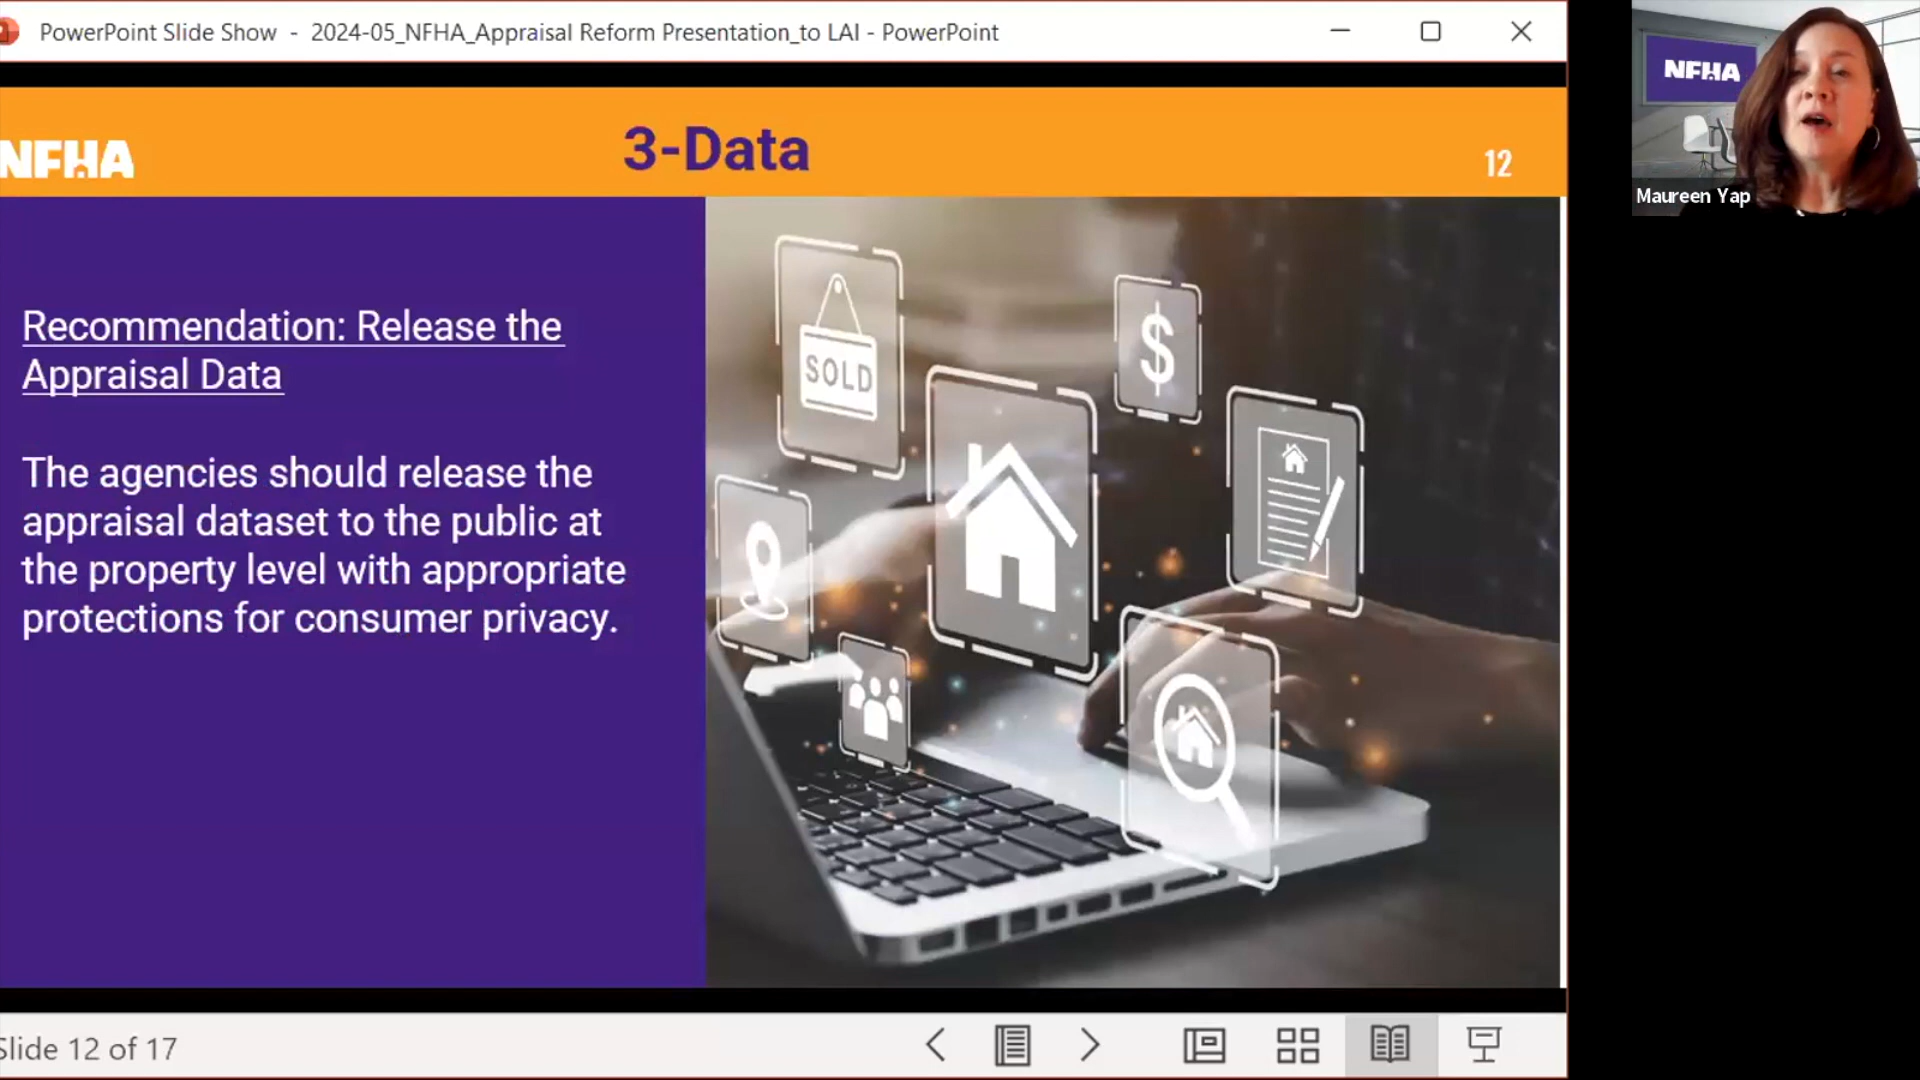 PowerPoint Slide Show - 2024-05_NFHA_Appraisal Reform Presentation_to LAI - PowerPoint
NFHA
3-Data
12
Recommendation: Release the
Appraisal Data
The agencies should release the
appraisal dataset to the public at
the property level with appropriate
protections for consumer privacy.
SOLD
$
Slide 12 of 17
NFHA
Maureen Yap